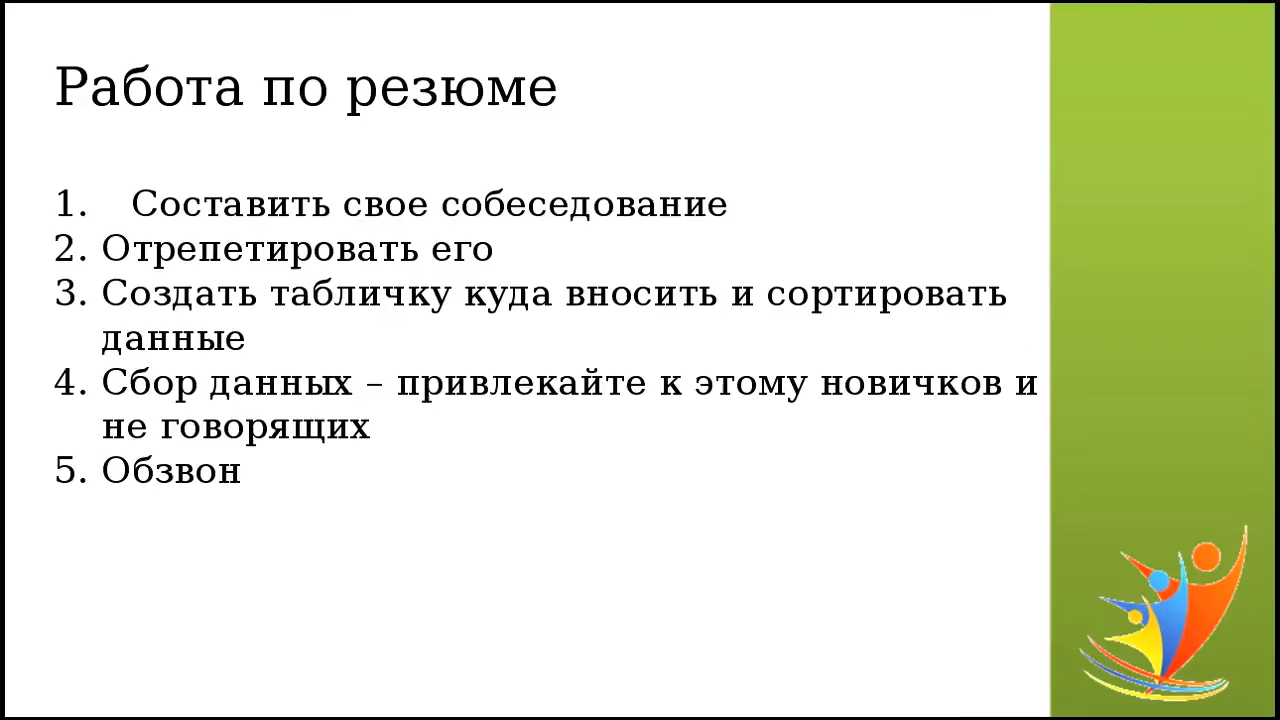 Работа по резюме
1. Составить свое собеседование
2. Отрепетировать его
3. Создать табличку куда вносить и сортировать
данные
4. Сбор данных – привлекайте к этому новичков и
не говорящих
5. Обзвон